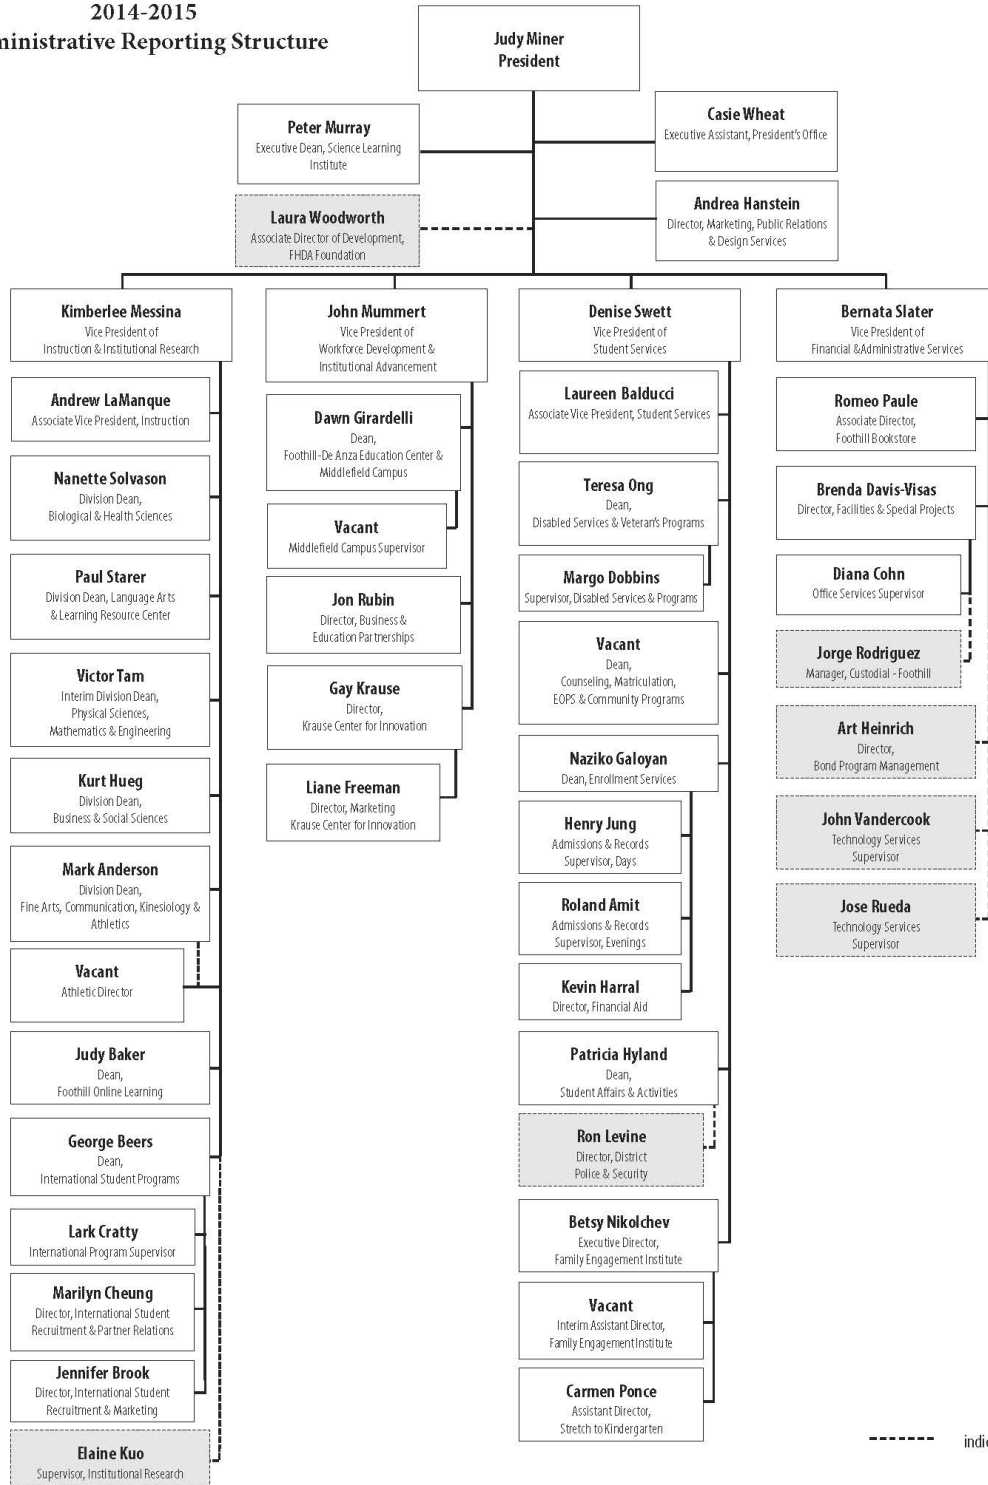 2014-2015
ministrative Reporting Structure
Judy Miner
President
Peter Murray
Executive Dean, Science Learning
Institute
Casie Wheat
Executive Assistant, President's Office
Laura Woodworth
Associate Director of Development,
FHDA Foundation
Andrea Hanstein
Director, Marketing, Public Relations
& Design Services
Kimberlee Messina
Vice President of
Instruction & Institutional Research
Andrew LaManque
Associate Vice President, Instruction
Nanette Solvason
Division Dean,
Biological & Health Sciences
Paul Starer
Division Dean, Language Arts
& Learning Resource Center
Victor Tam
Interim Division Dean,
Physical Sciences,
Mathematics & Engineering
Kurt Hueg
Division Dean,
Business & Social Sciences
Mark Anderson
Division Dean,
Fine Arts, Communication, Kinesiology &
Athletics
Vacant
Athletic Director
Judy Baker
Dean,
Foothill Online Learning
George Beers
Dean,
International Student Programs
Lark Cratty
International Program Supervisor
Marilyn Cheung
Director, International Student
Recruitment & Partner Relations
Jennifer Brook
Director, International Student
Recruitment & Marketing
Elaine Kuo
Supervisor, Institutional Research
John Mummert
Vice President of
Workforce Development &
Institutional Advancement
Dawn Girardelli
Dean,
Foothill-De Anza Education Center &
Middlefield Campus
Vacant
Middlefield Campus Supervisor
Jon Rubin
Director, Business &
Education Partnerships
Gay Krause
Director,
Krause Center for Innovation
Liane Freeman
Director, Marketing
Krause Center for Innovation
Denise Swett
Vice President of
Student Services
Laureen Balducci
Associate Vice President, Student Services
Teresa Ong
Dean,
Disabled Services & Veteran's Programs
Margo Dobbins
Supervisor, Disabled Services & Programs
Vacant
Dean,
Counseling, Matriculation,
EOPS & Community Programs
Naziko Galoyan
Dean, Enrollment Services
Henry Jung
Admissions & Records
Supervisor, Days
Roland Amit
Admissions & Records
Supervisor, Evenings
Kevin Harral
Director, Financial Aid
Patricia Hyland
Dean,
Student Affairs & Activities
Ron Levine
Director, District
Police & Security
Betsy Nikolchev
Executive Director,
Family Engagement Institute
Vacant
Interim Assistant Director,
Family Engagement Institute
Carmen Ponce
Assistant Director,
Stretch to Kindergarten
Bernata Slater
Vice President of
Financial &Administrative Services
Romeo Paule
Associate Director,
Foothill Bookstore
Brenda Davis-Visas
Director, Facilities & Special Projects
Diana Cohn
Office Services Supervisor
Jorge Rodriguez
Manager, Custodial - Foothill
Art Heinrich
Director,
Bond Program Management
John Vandercook
Technology Services
Supervisor
Jose Rueda
Technology Services
Supervisor
indi